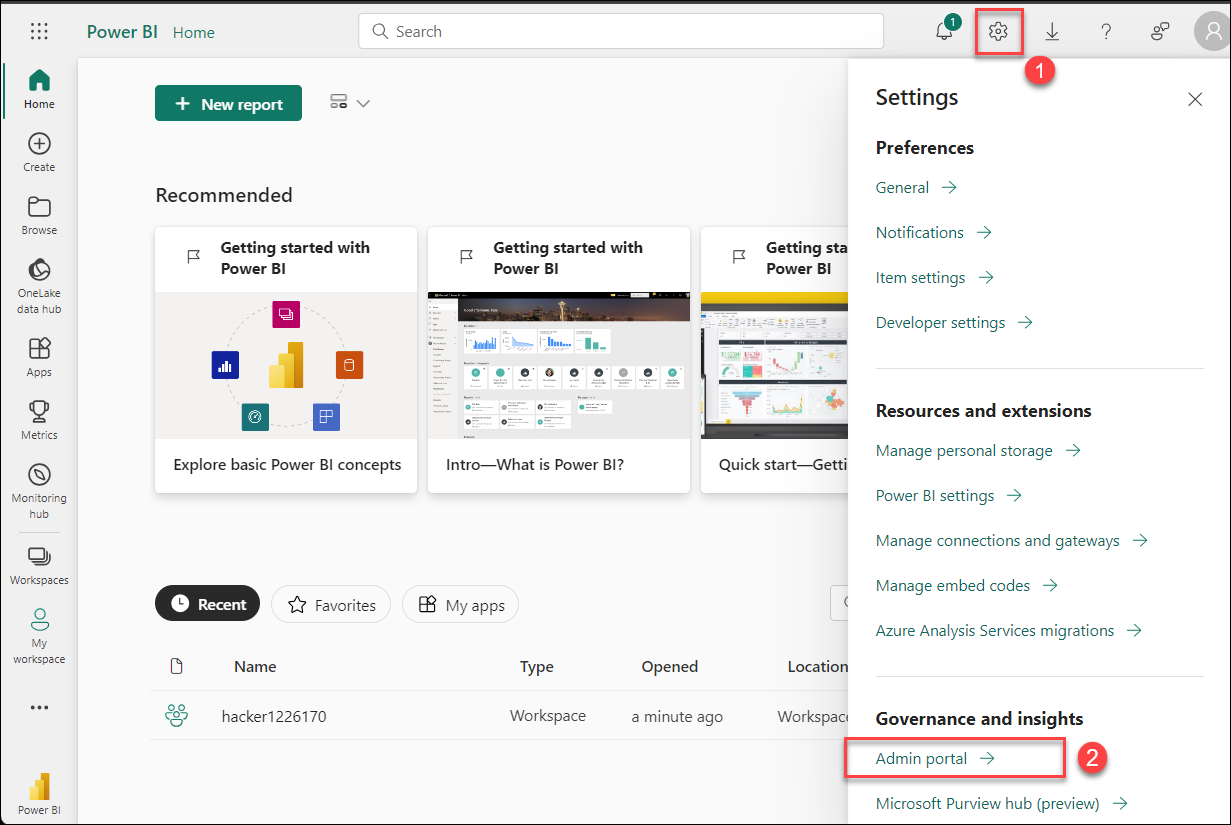 Power BI Home
Search
1
1
Home
Create
Browse
OneLake
data hub
Apps
Metrics
Monitoring
hub
Workspaces
My
workspace
Power BI
New report
Recommended
Getting started with
Power BI
Explore basic Power BI concepts
Getting started with
Power BI
Intro—What is Power BI?
Getting sta
Power BI
Quick start—Getti
Recent
Favorites
My apps
Name Type Opened Location
hacker1226170 Workspace a minute ago Workspace
Settings
Preferences
General
Notifications
Item settings
Developer settings
Resources and extensions
Manage personal storage
Power BI settings
Manage connections and gateways
Manage embed codes
Azure Analysis Services migrations
Governance and insights
Admin portal
2
Microsoft Purview hub (preview)